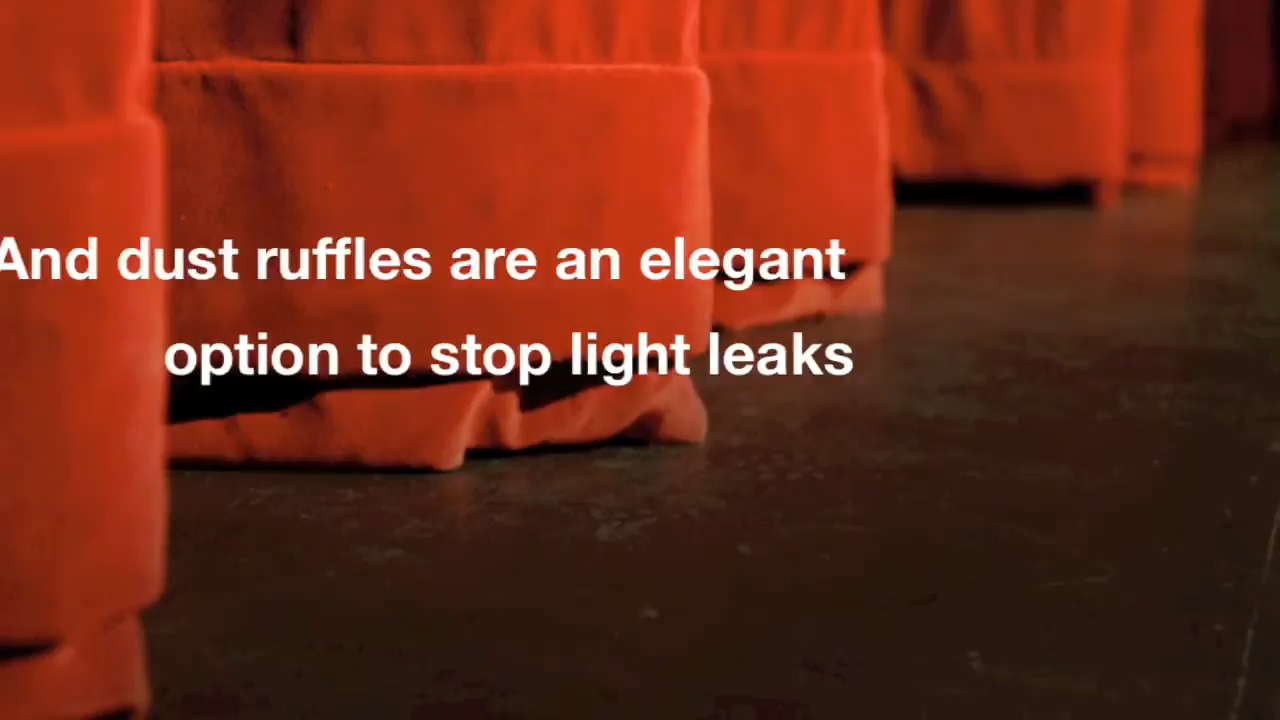 And dust ruffles are an elegant
option to stop light leaks